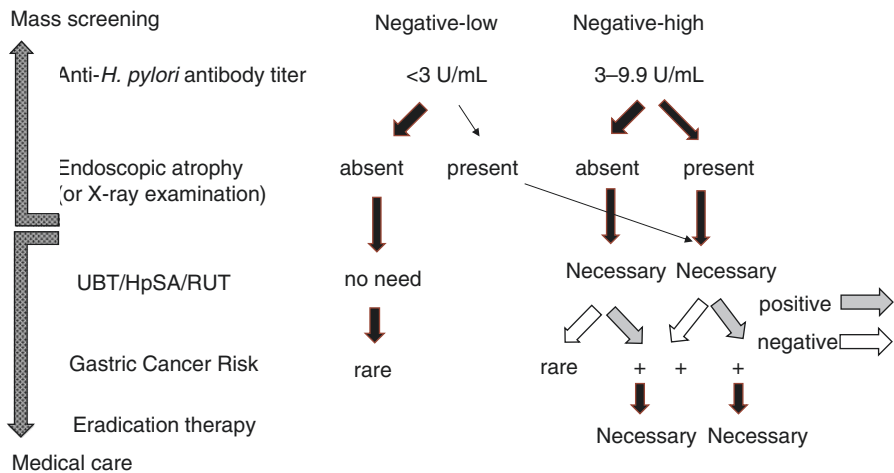 Mass screening
Negative-low Negative-high
Anti-H. pylori antibody titer <3 U/mL 3–9.9 U/mL
Endoscopic atrophy absent present absent present
(or X-ray examination)
UBT/HpSA/RUT no need Necessary Necessary
positive
negative
Gastric Cancer Risk rare rare + + +
Eradication therapy Necessary Necessary
Medical care